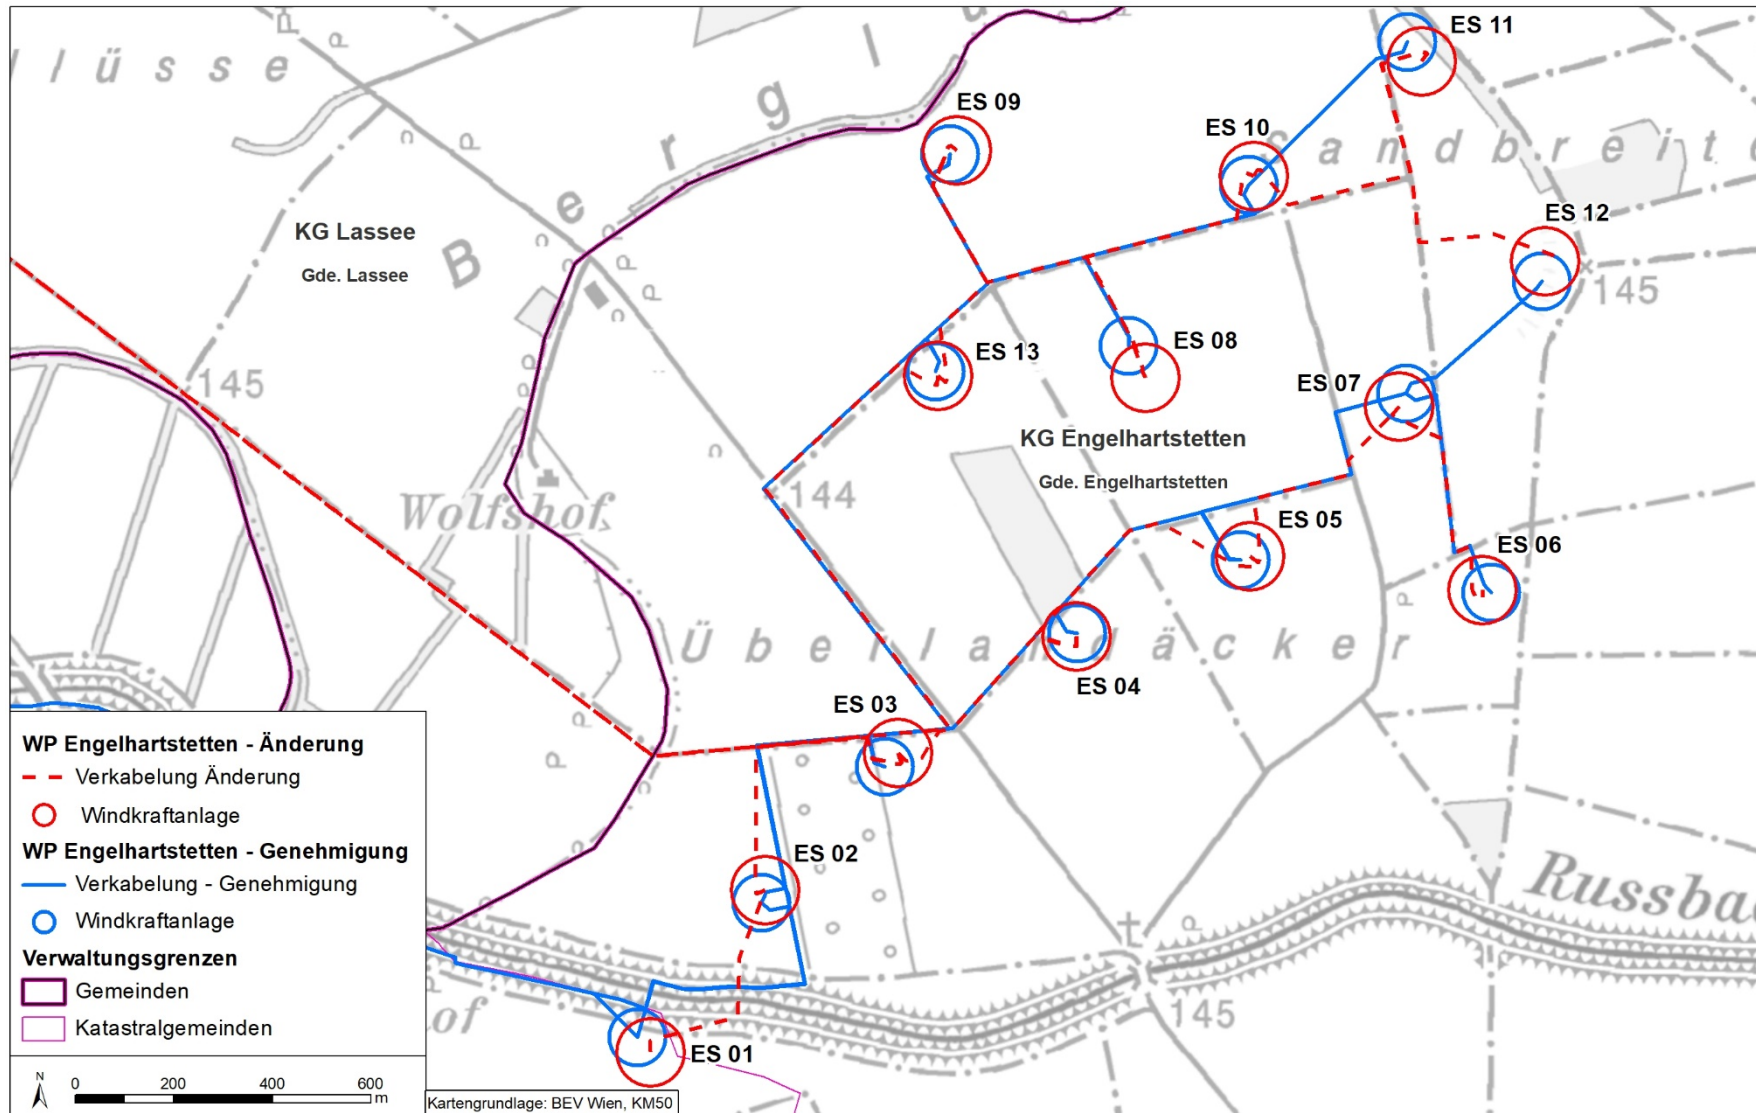 l ü s s e
B e r g l
ES 11
ES 09
ES 10
S a n d b r e i t
ES 12
KG Lassee
Gde. Lassee
145
145
ES 13
ES 08
ES 07
KG Engelhartstetten
Gde. Engelhartstetten
Wolfshof
144
ES 05
ES 06
Ü b e r l a n d ä c k e r
ES 04
ES 03
ES 02
Russba
hof
145
ES 01
WP Engelhartstetten - Änderung
Verkabelung Änderung
Windkraftanlage
WP Engelhartstetten - Genehmigung
Verkabelung - Genehmigung
Windkraftanlage
Verwaltungsgrenzen
Gemeinden
Katastralgemeinden
N
0 200 400 600
m
Kartengrundlage: BEV Wien, KM50